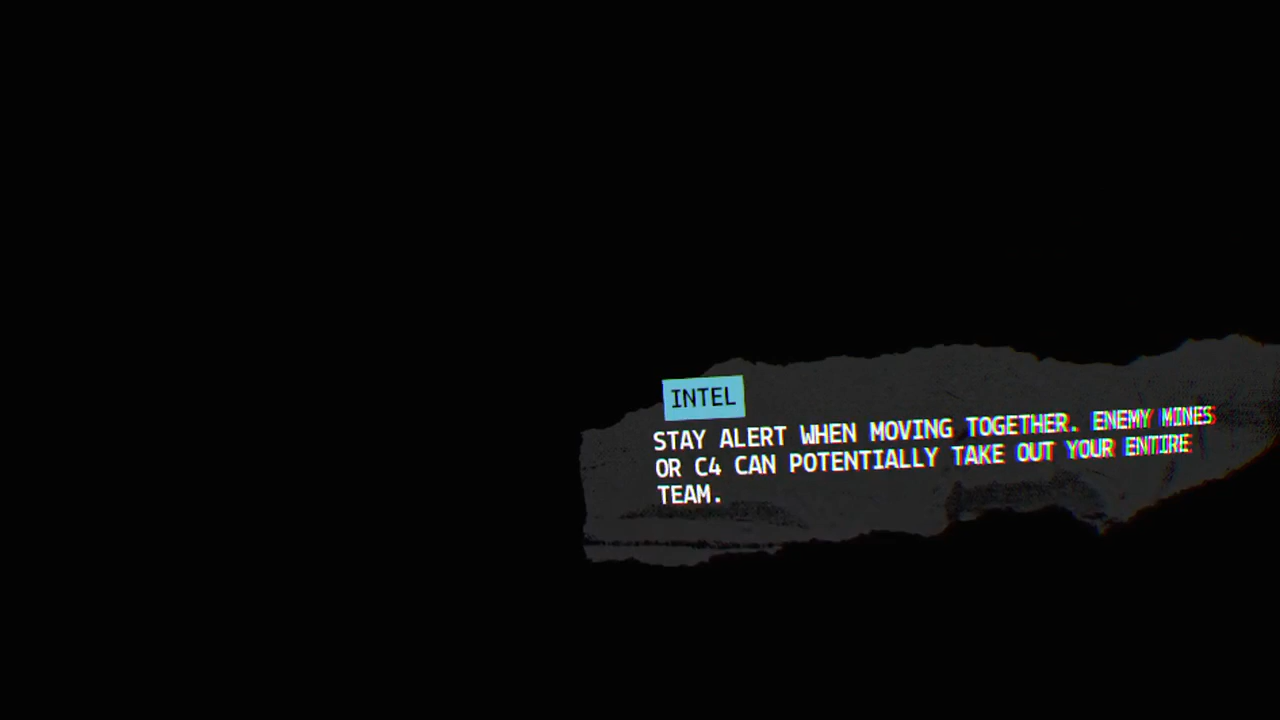 INTEL
STAY ALERT WHEN MOVING TOGETHER. ENEMY MINES
OR C4 CAN POTENTIALLY TAKE OUT YOUR ENTIRE
TEAM.